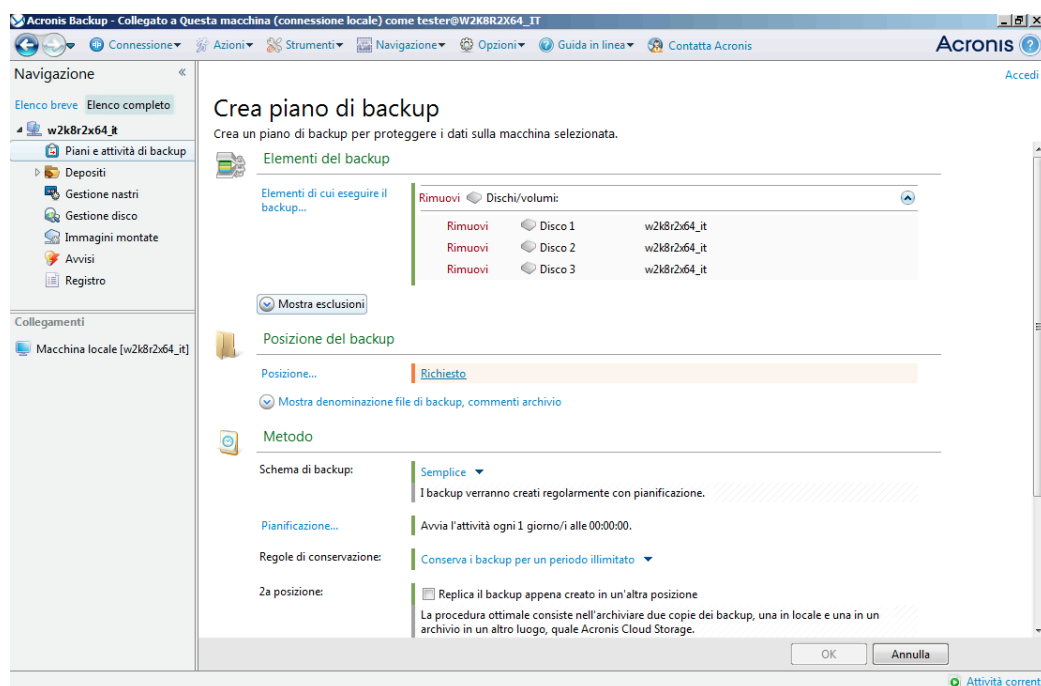 Acronis Backup - Collegato a Questa macchina (connessione locale) come tester@W2K8R2X64_IT
Connessione Azioni Strumenti Navigazione Opzioni Guida in linea Contatta Acronis Acronis
Navigazione
Accedi
Elenco breve Elenco completo
w2k8r2x64_it
Piani e attività di backup
Depositi
Gestione nastri
Gestione disco
Immagini montate
Avvisi
Registro
Collegamenti
Macchina locale [w2k8r2x64_it]
Crea piano di backup
Crea un piano di backup per proteggere i dati sulla macchina selezionata.
Elementi del backup
Elementi di cui eseguire il
backup...
Rimuovi Dischi/volumi:
Rimuovi Disco 1 w2k8r2x64_it
Rimuovi Disco 2 w2k8r2x64_it
Rimuovi Disco 3 w2k8r2x64_it
Mostra esclusioni
Posizione del backup
Posizione... Richiesto
Mostra denominazione file di backup, commenti archivio
Metodo
Schema di backup: Semplice
I backup verranno creati regolarmente con pianificazione.
Pianificazione... Avvia l'attività ogni 1 giorno/i alle 00:00:00.
Regole di conservazione: Conserva i backup per un periodo illimitato
2a posizione: Replica il backup appena creato in un'altra posizione
La procedura ottimale consiste nell'archiviare due copie dei backup, una in locale e una in un
archivio in un altro luogo, quale Acronis Cloud Storage.
OK Annulla
Attività corrent